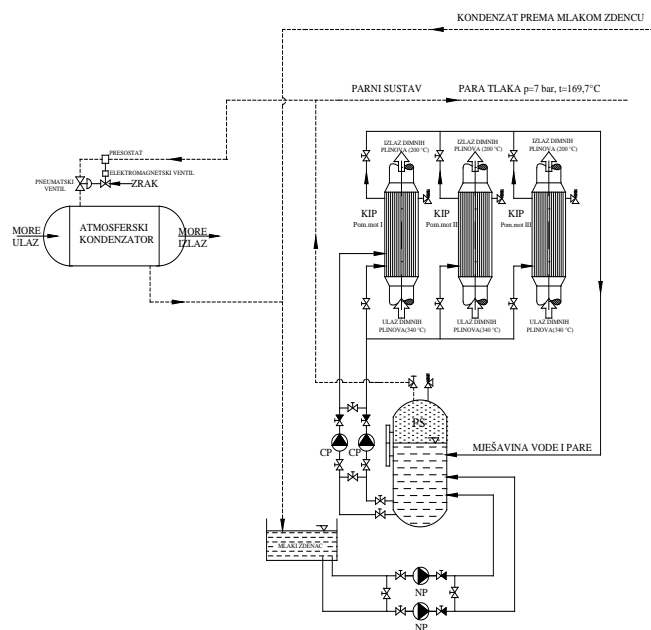 KONDENZAT PREMA MLAKOM ZDENCU
PARNI SUSTAV
PARA TLAKA p=7 bar, t=169,7°C
PRESOSTAT
ELEKTROMAGNETSKI VENTIL
PNEUMATSKI
VENTIL
ZRAK
MORE
ULAZ
ATMOSFERSKI
KONDENZATOR
MORE
IZLAZ
IZLAZ DIMNIH
PLINOVA (200 °C)
IZLAZ DIMNIH
PLINOVA (200 °C)
IZLAZ DIMNIH
PLINOVA (200 °C)
KIP
Pom.mot I
KIP
Pom.mot II
KIP
Pom.mot III
ULAZ DIMNIH
PLINOVA(340 °C)
ULAZ DIMNIH
PLINOVA(340 °C)
ULAZ DIMNIH
PLINOVA(340 °C)
PS
CP
CP
MJEŠAVINA VODE I PARE
MLAKI ZDENAC
NP
NP